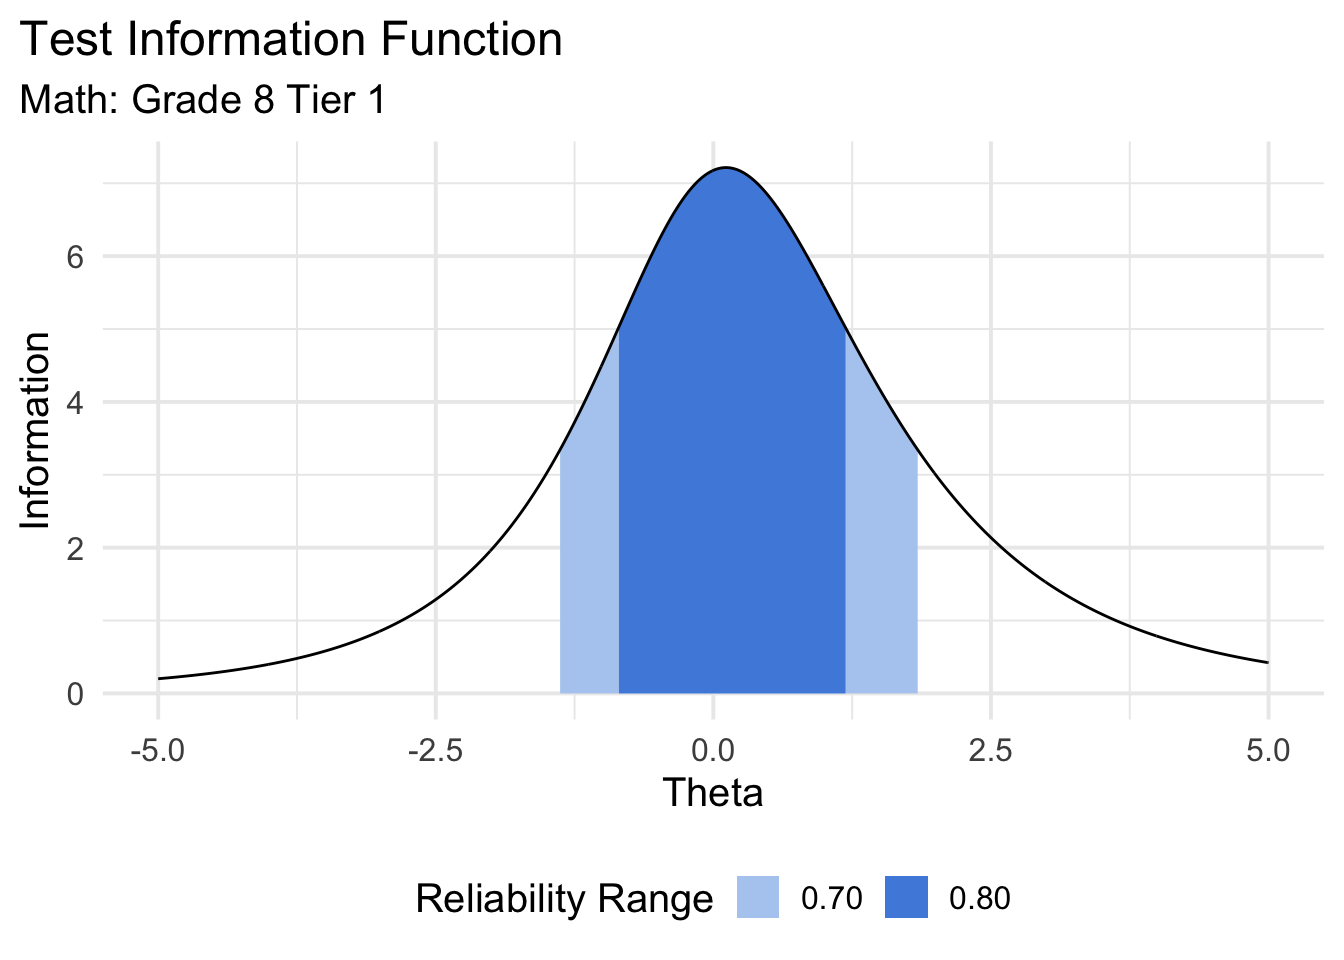 Test Information Function
Math: Grade 8 Tier 1
Information
6
4
2
0
-5.0 -2.5 0.0 2.5 5.0
Theta
Reliability Range 0.70 0.80